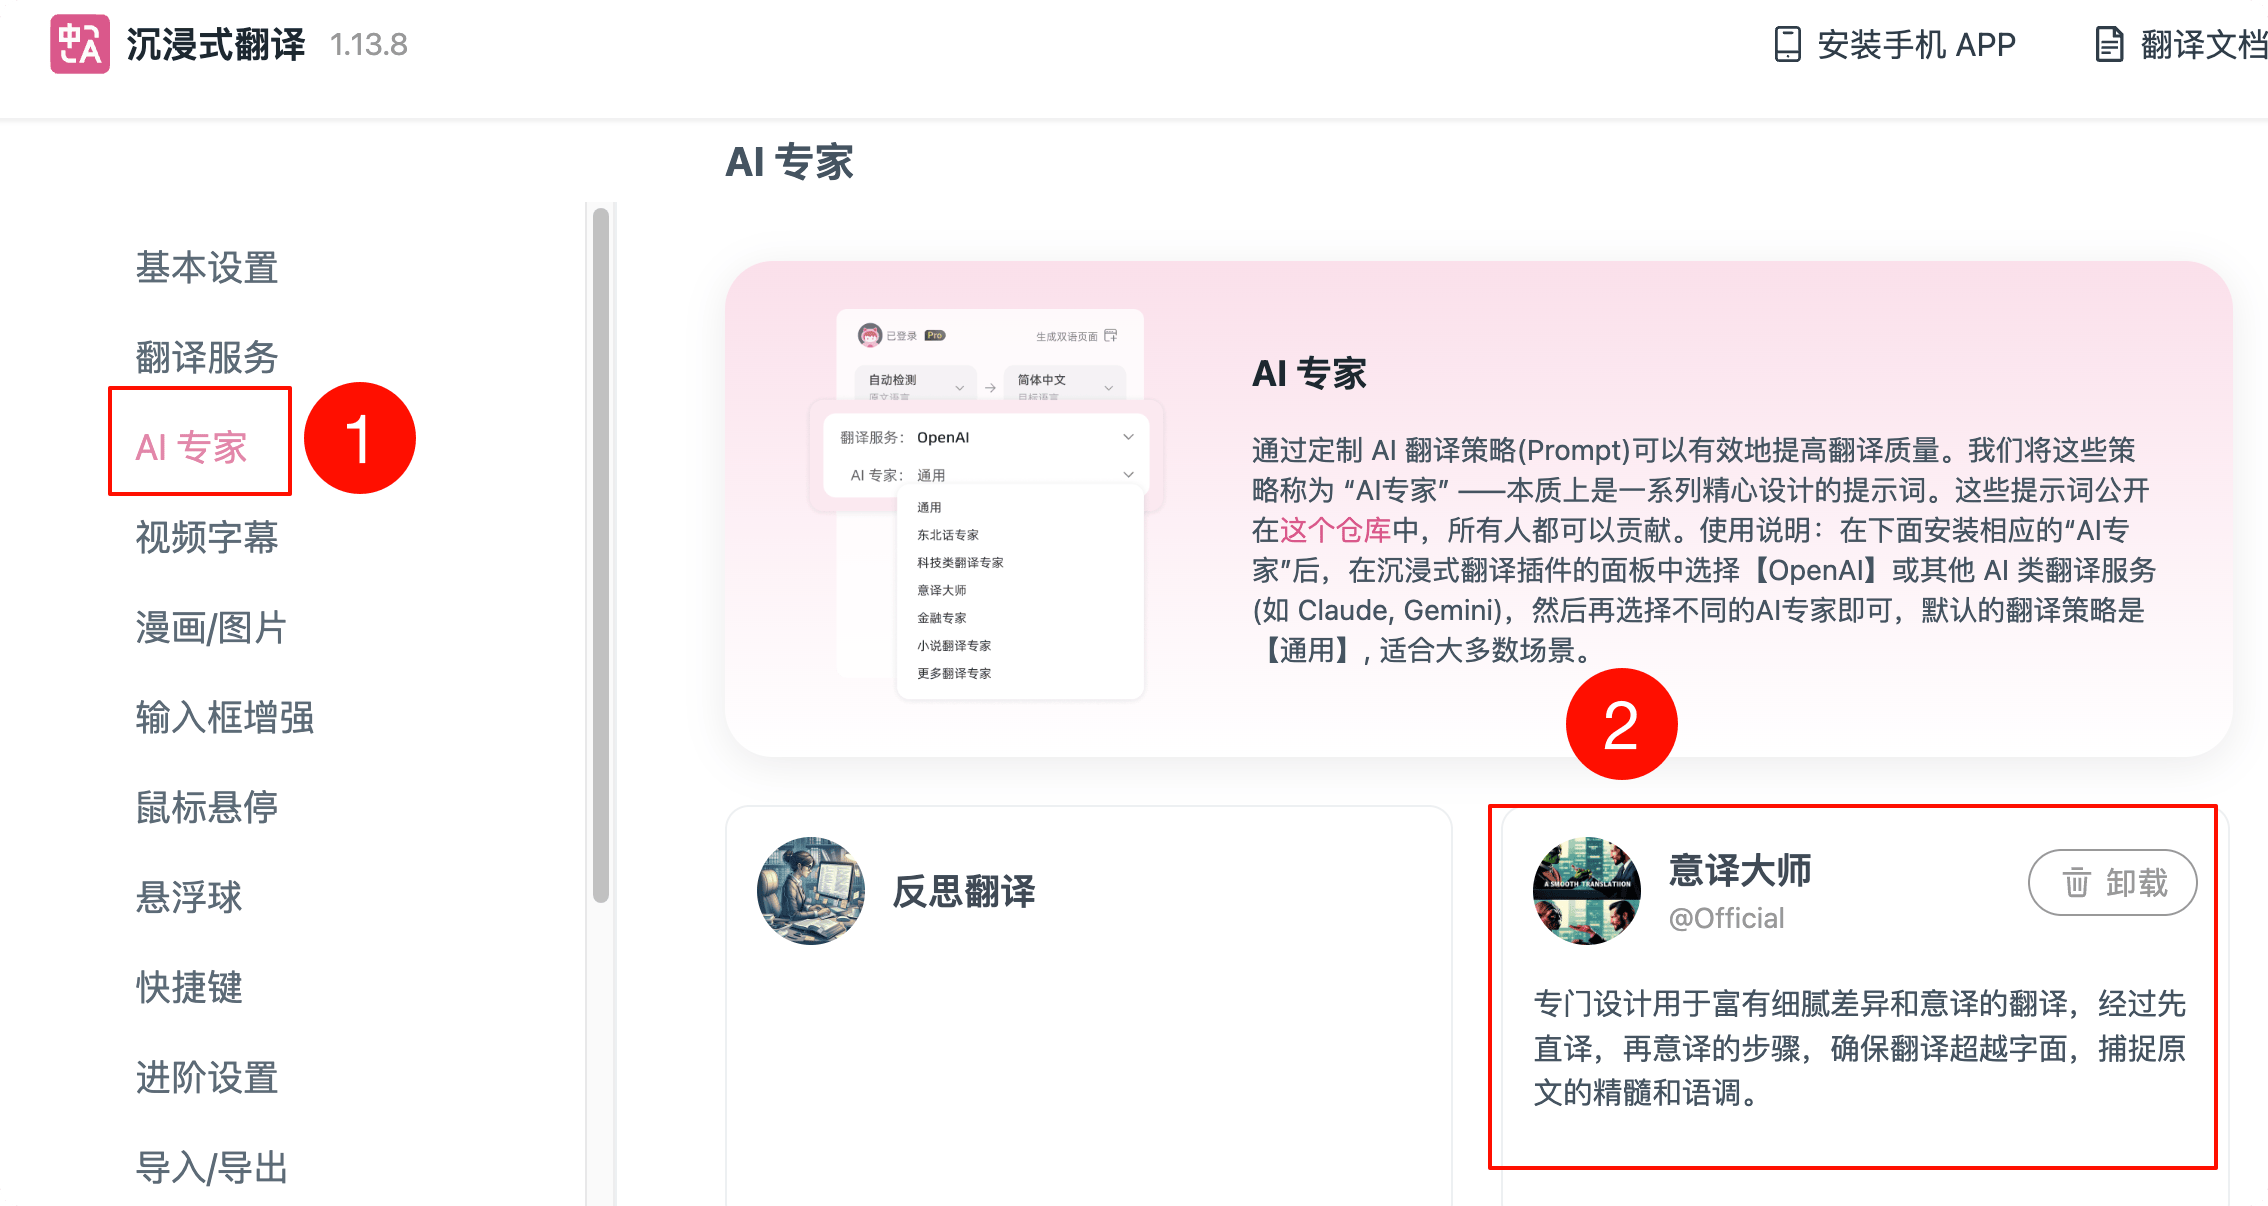 沉浸式翻译 1.13.8
安装手机 APP
翻译文档
AI 专家
基本设置
翻译服务
AI 专家
1
视频字幕
漫画/图片
输入框增强
鼠标悬停
悬浮球
快捷键
进阶设置
导入/导出
已登录 Pro
生成双语页面
自动检测
原文语言
简体中文
目标语言
翻译服务： OpenAI
AI 专家： 通用
通用
东北话专家
科技类翻译专家
意译大师
金融专家
小说翻译专家
更多翻译专家
AI 专家
通过定制 AI 翻译策略(Prompt)可以有效地提高翻译质量。我们将这些策
略称为 “AI专家” ——本质上是一系列精心设计的提示词。这些提示词公开
在这个仓库中，所有人都可以贡献。使用说明：在下面安装相应的“AI专
家”后，在沉浸式翻译插件的面板中选择【OpenAI】或其他 AI 类翻译服务
(如 Claude, Gemini)，然后再选择不同的AI专家即可，默认的翻译策略是
【通用】, 适合大多数场景。
2
反思翻译
A SMOOTH TRANSLATIION
意译大师
@Official
卸载
专门设计用于富有细腻差异和意译的翻译，经过先
直译，再意译的步骤，确保翻译超越字面，捕捉原
文的精髓和语调。